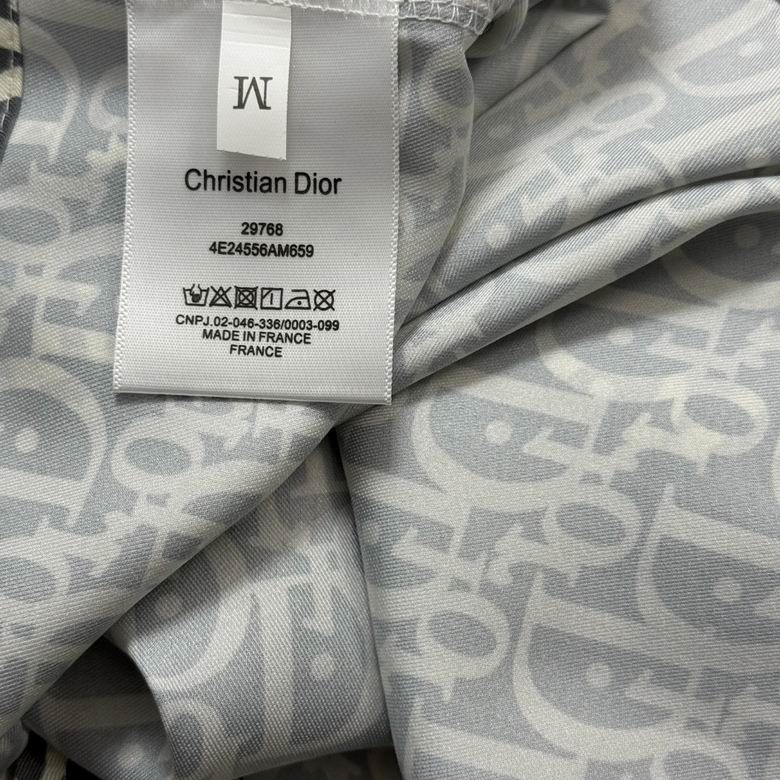 M
Christian Dior
29768
4E24556AM659
CNPJ.02-046-336/0003-099
MADE IN FRANCE
FRANCE